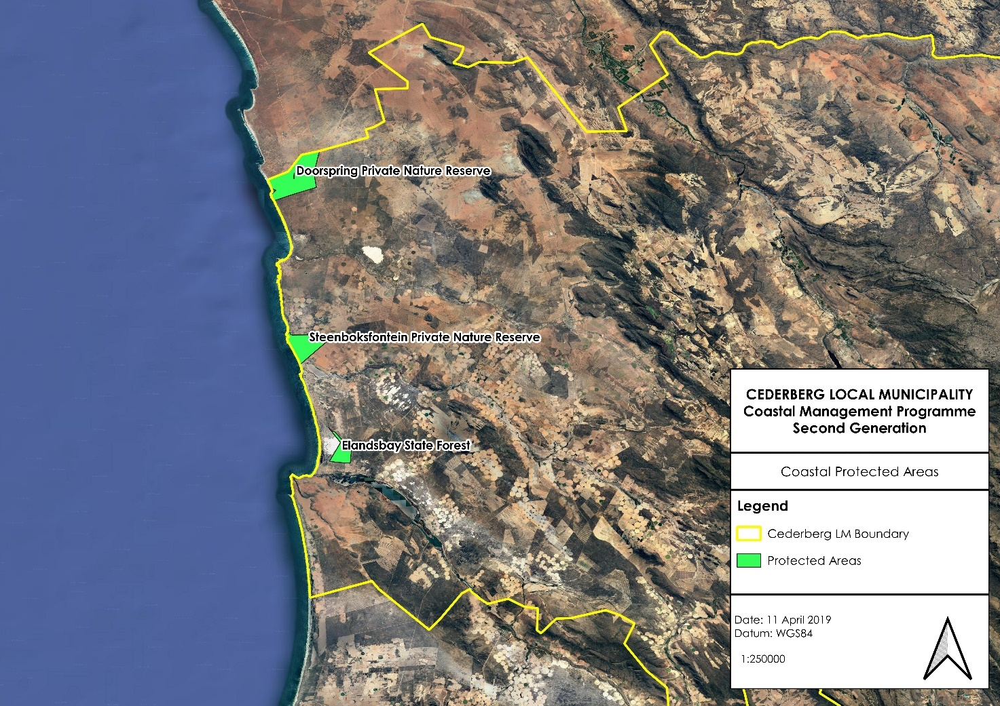 Doorspring Private Nature Reserve
Steenboksfontein Private Nature Reserve
Elandsbay State Forest
CEDERBERG LOCAL MUNICIPALITY
Coastal Management Programme
Second Generation
Coastal Protected Areas
Legend
Cederberg LM Boundary
Protected Areas
Date: 11 April 2019
Datum: WGS84
1:250000